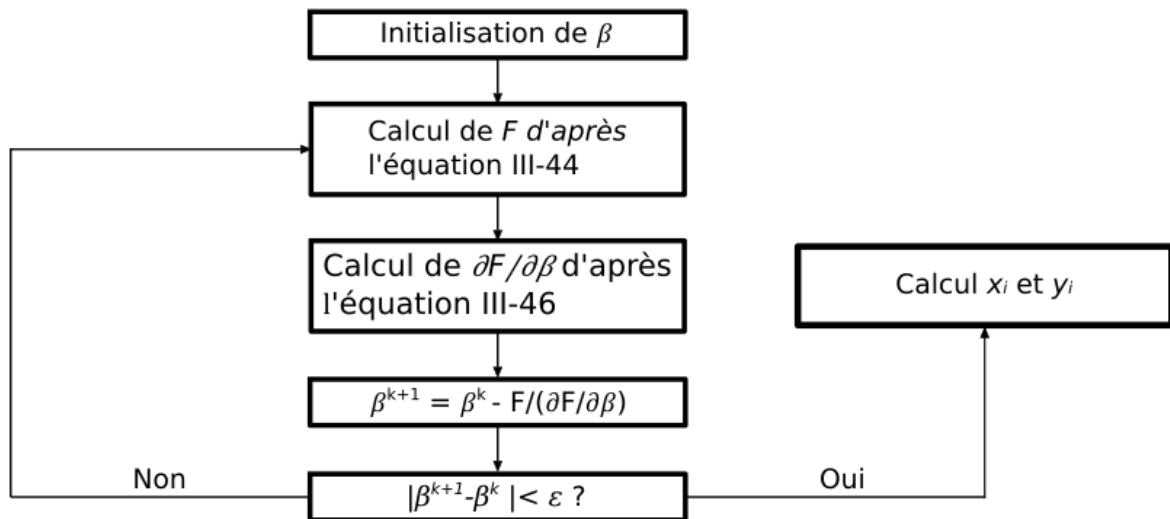 Initialisation de β
Calcul de F d'après
l'équation III-44
Calcul de ∂F/∂β d'après
l'équation III-46
Calcul xᵢ et yᵢ
βᵏ⁺¹ = βᵏ - F/(∂F/∂β)
Non
|βᵏ⁺¹-βᵏ |< ε ?
Oui